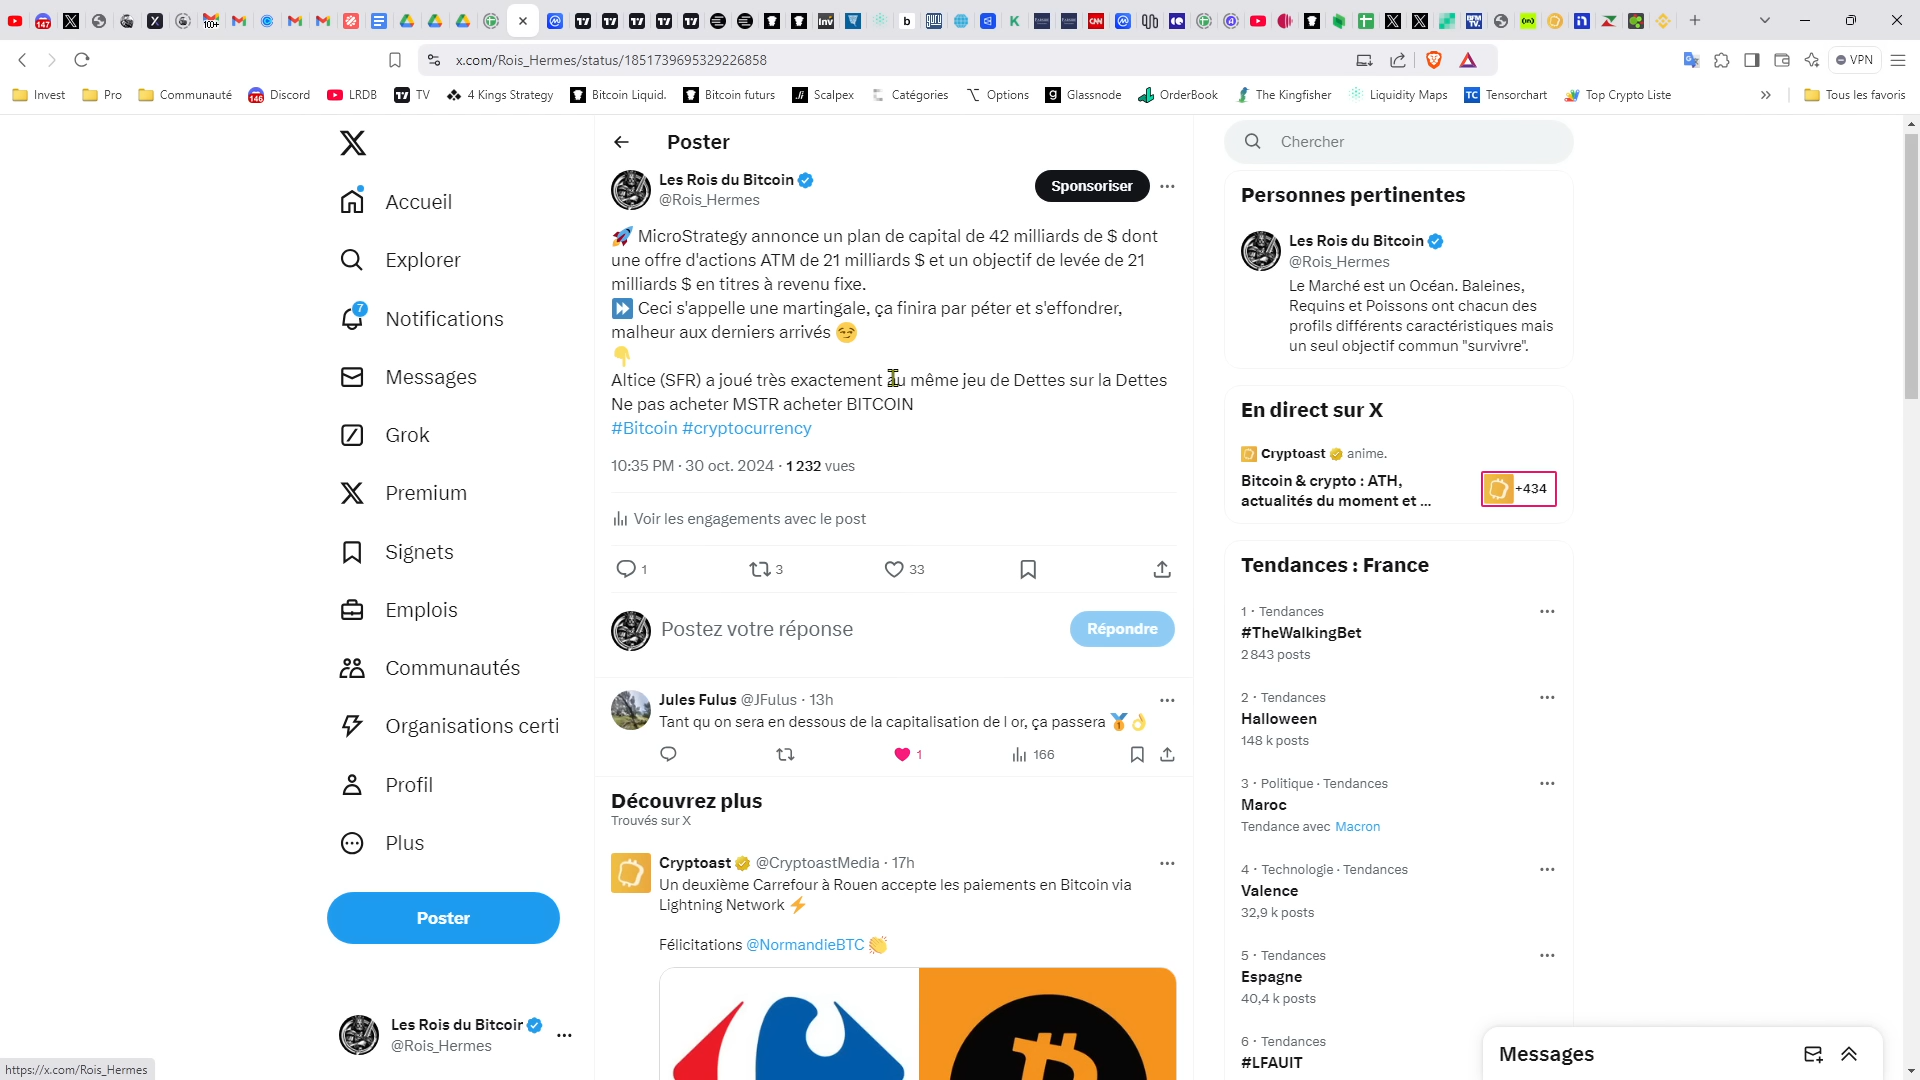 x.com/Rois_Hermes/status/1851739695329226858
VPN
Invest
Pro
Communauté
Discord
LRDB
TV
4 Kings Strategy
Bitcoin Liquid.
Bitcoin futurs
Scalpex
Catégories
Options
Glassnode
OrderBook
The Kingfisher
Liquidity Maps
Tensorchart
Top Crypto Liste
Tous les favoris
Accueil
Explorer
7
Notifications
Messages
Grok
Premium
Signets
Emplois
Communautés
Organisations certi
Profil
Plus
Poster
Les Rois du Bitcoir
@Rois_Hermes
https://x.com/Rois_Hermes
Poster
Les Rois du Bitcoin
@Rois_Hermes
Sponsoriser
🚀 MicroStrategy annonce un plan de capital de 42 milliards de $ dont
une offre d'actions ATM de 21 milliards $ et un objectif de levée de 21
milliards $ en titres à revenu fixe.
⏩ Ceci s'appelle une martingale, ça finira par péter et s'effondrer,
malheur aux derniers arrivés 😏
👇
Altice (SFR) a joué très exactement au même jeu de Dettes sur la Dettes
Ne pas acheter MSTR acheter BITCOIN
#Bitcoin #cryptocurrency
10:35 PM · 30 oct. 2024 · 1 232 vues
Voir les engagements avec le post
1
3
33
Postez votre réponse
Répondre
Jules Fulus @JFulus · 13h
Tant qu on sera en dessous de la capitalisation de l or, ça passera 🥇👌
1
166
Découvrez plus
Trouvés sur X
Cryptoast @CryptoastMedia · 17h
Un deuxième Carrefour à Rouen accepte les paiements en Bitcoin via
Lightning Network ⚡
Félicitations @NormandieBTC 👏
Chercher
Personnes pertinentes
Les Rois du Bitcoin
@Rois_Hermes
Le Marché est un Océan. Baleines,
Requins et Poissons ont chacun des
profils différents caractéristiques mais
un seul objectif commun "survivre".
En direct sur X
Cryptoast anime.
Bitcoin & crypto : ATH,
actualités du moment et ...
+434
Tendances : France
1 · Tendances
#TheWalkingBet
2 843 posts
2 · Tendances
Halloween
148 k posts
3 · Politique · Tendances
Maroc
Tendance avec Macron
4 · Technologie · Tendances
Valence
32,9 k posts
5 · Tendances
Espagne
40,4 k posts
6 · Tendances
#LFAUIT
Messages